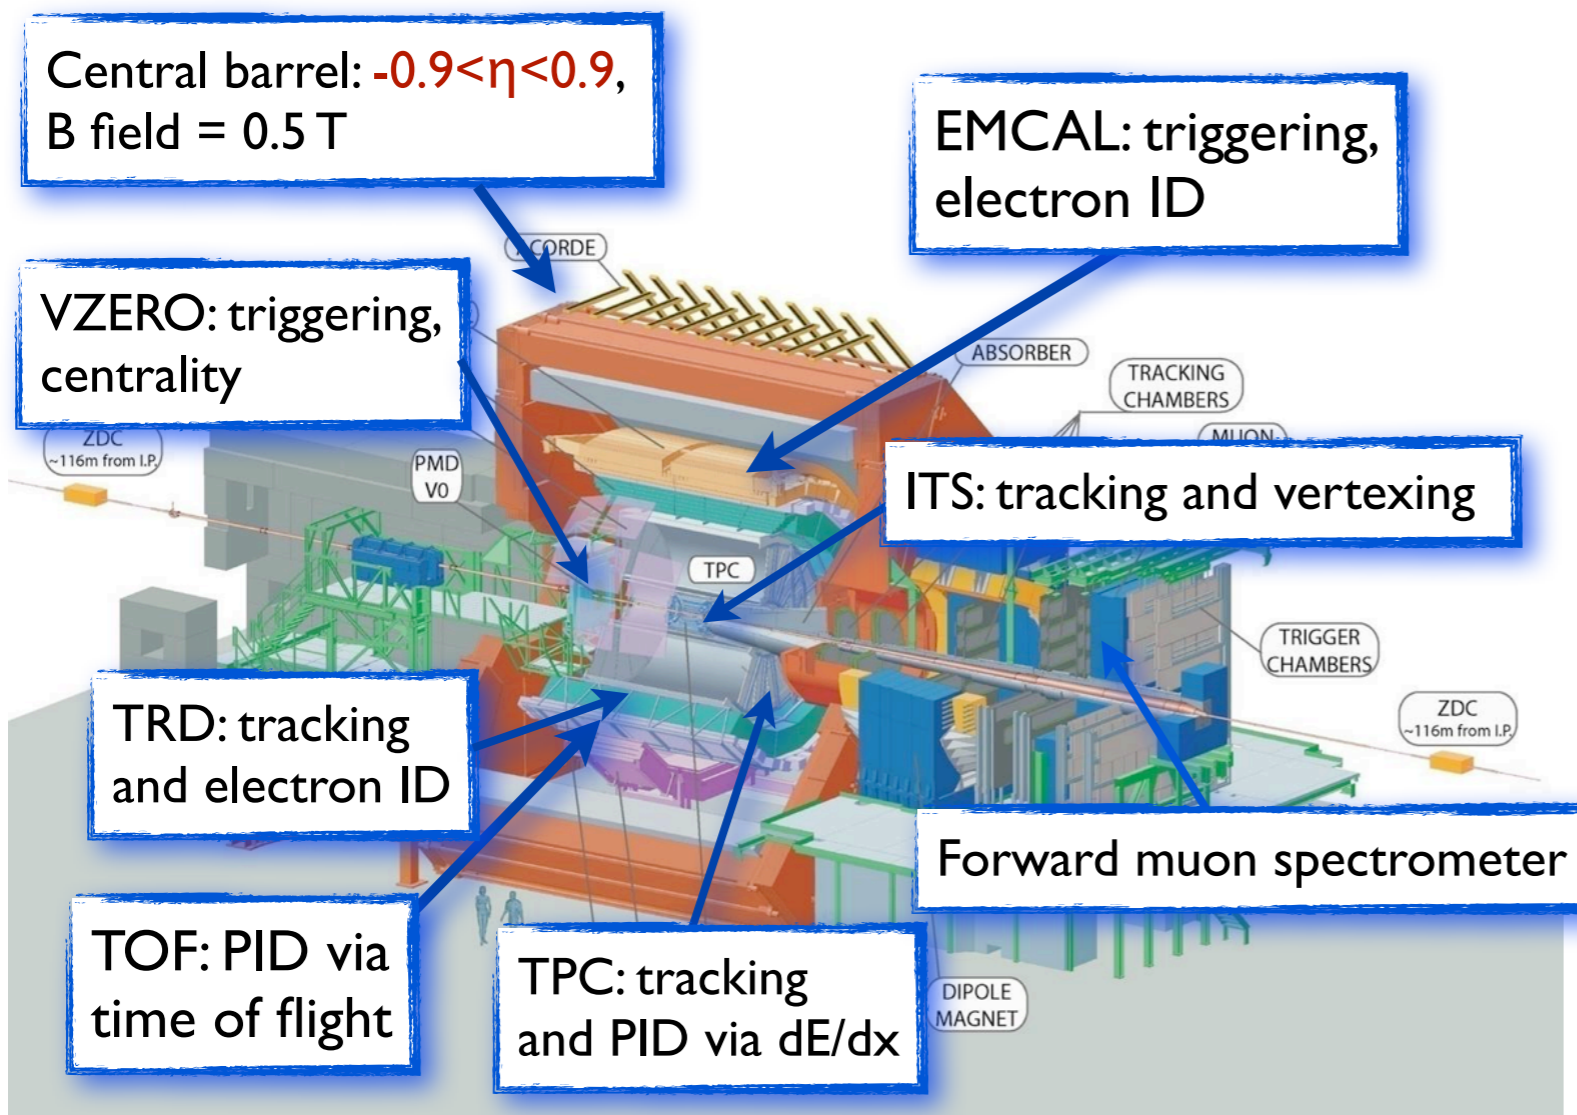 Central barrel: -0.9<η<0.9,
B field = 0.5 T
EMCAL: triggering,
electron ID
ACORDE
VZERO: triggering,
centrality
ABSORBER
TRACKING
CHAMBERS
MUON
ZDC
~116m from I.P.
PMD
V0
ITS: tracking and vertexing
TPC
TRIGGER
CHAMBERS
TRD: tracking
and electron ID
ZDC
~116m from I.P.
Forward muon spectrometer
TOF: PID via
time of flight
TPC: tracking
and PID via dE/dx
DIPOLE
MAGNET